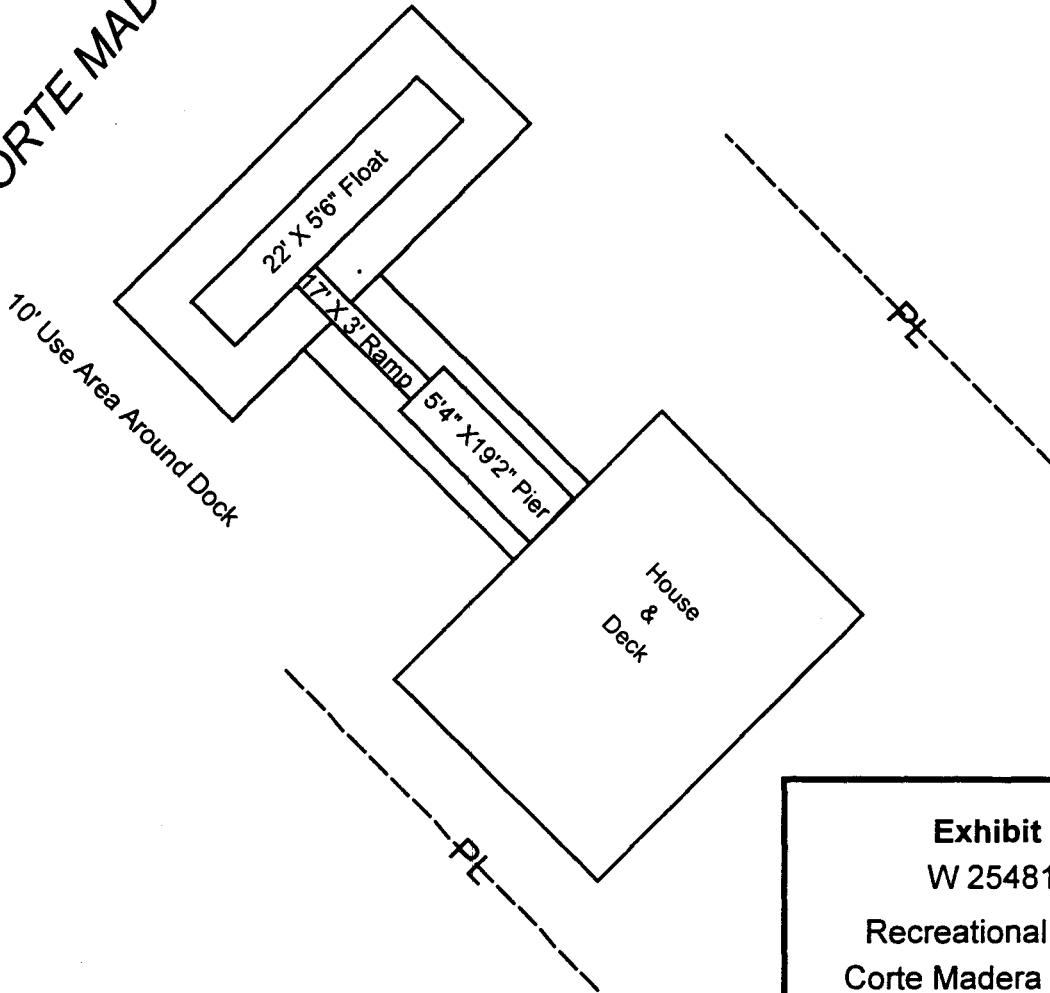 ORTE MAD
22' X 5'6" Float
17' X 3' Ramp
5'4" X19'2" Pier
10' Use Area Around Dock
PL
House
&
Deck
PL
Exhibit
W 25481
Recreational
Corte Madera